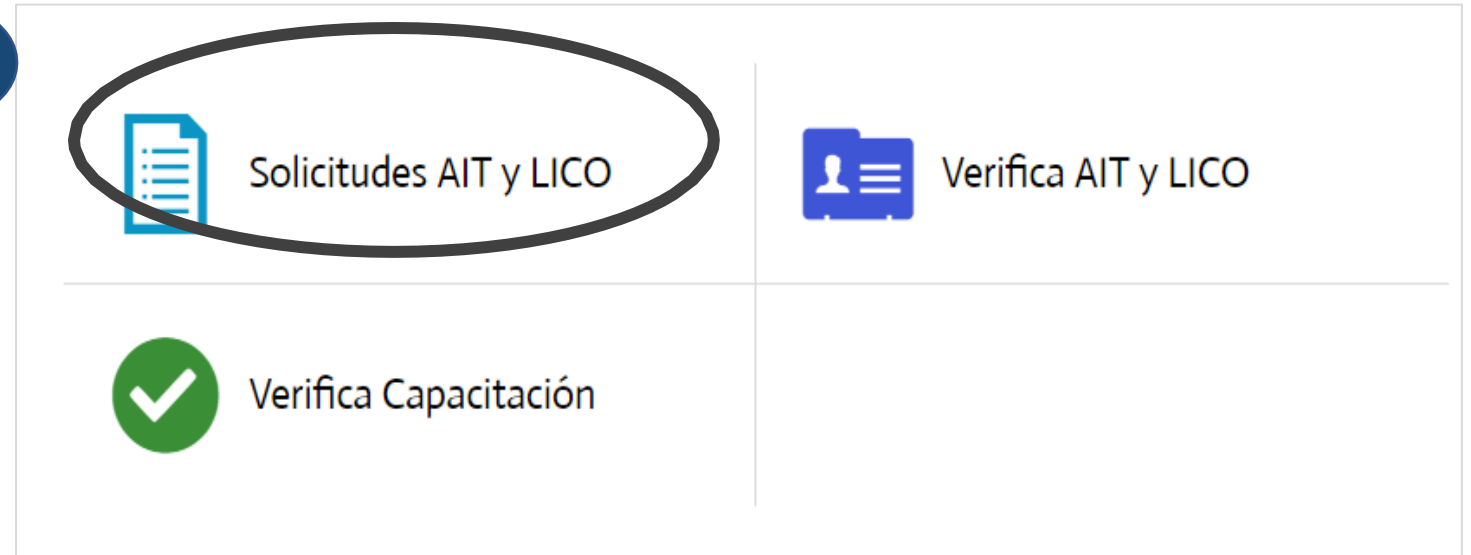 Solicitudes AIT y LICO
Verifica AIT y LICO
Verifica Capacitación